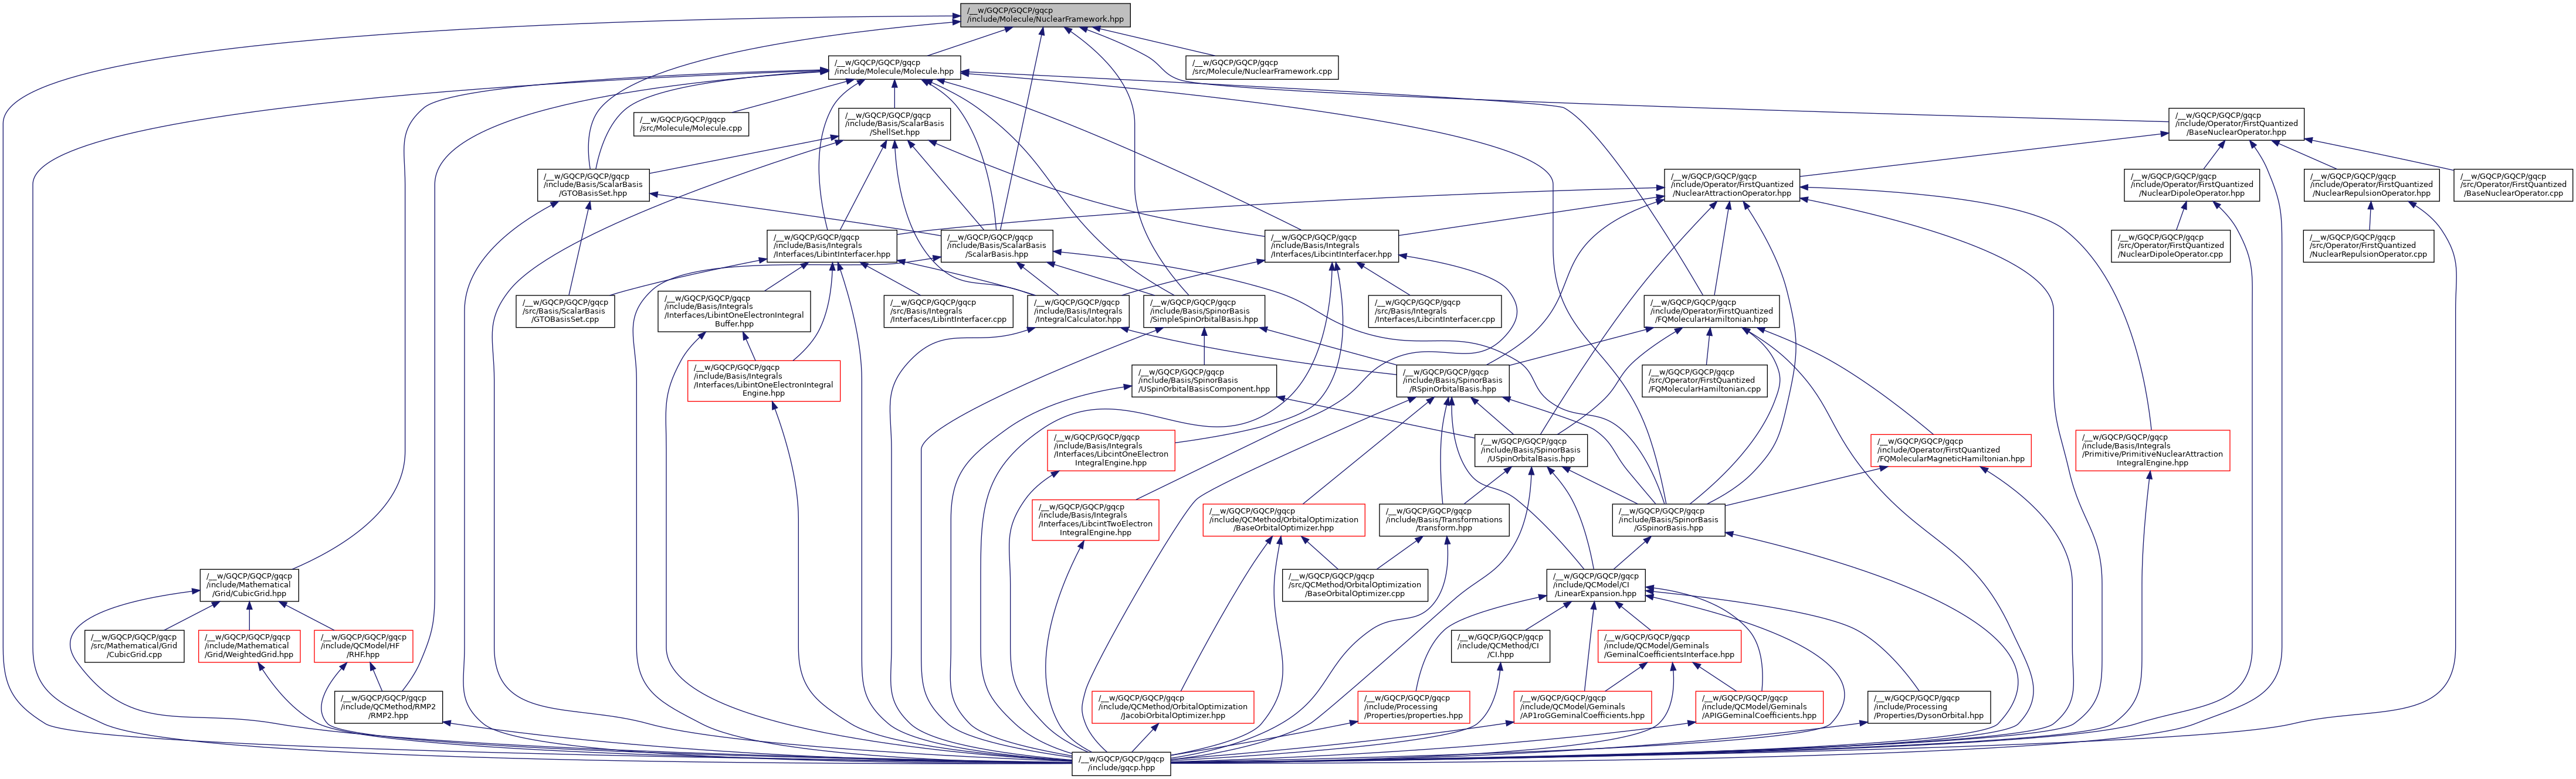 /__w/GQCP/GQCP/gqcp
/include/Molecule/NuclearFramework.hpp
/__w/GQCP/GQCP/gqcp
/include/Molecule/Molecule.hpp
/__w/GQCP/GQCP/gqcp
/src/Molecule/NuclearFramework.cpp
/__w/GQCP/GQCP/gqcp
/src/Molecule/Molecule.cpp
/__w/GQCP/GQCP/gqcp
/include/Basis/ScalarBasis
/ShellSet.hpp
/__w/GQCP/GQCP/gqcp
/include/Operator/FirstQuantized
/BaseNuclearOperator.hpp
/__w/GQCP/GQCP/gqcp
/include/Basis/ScalarBasis
/GTOBasisSet.hpp
/__w/GQCP/GQCP/gqcp
/include/Operator/FirstQuantized
/NuclearAttractionOperator.hpp
/__w/GQCP/GQCP/gqcp
/include/Operator/FirstQuantized
/NuclearDipoleOperator.hpp
/__w/GQCP/GQCP/gqcp
/include/Operator/FirstQuantized
/NuclearRepulsionOperator.hpp
/__w/GQCP/GQCP/gqcp
/src/Operator/FirstQuantized
/BaseNuclearOperator.cpp
/__w/GQCP/GQCP/gqcp
/include/Basis/Integrals
/Interfaces/LibintInterfacer.hpp
/__w/GQCP/GQCP/gqcp
/include/Basis/ScalarBasis
/ScalarBasis.hpp
/__w/GQCP/GQCP/gqcp
/include/Basis/Integrals
/Interfaces/LibcintInterfacer.hpp
/__w/GQCP/GQCP/gqcp
/src/Operator/FirstQuantized
/NuclearDipoleOperator.cpp
/__w/GQCP/GQCP/gqcp
/src/Operator/FirstQuantized
/NuclearRepulsionOperator.cpp
/__w/GQCP/GQCP/gqcp
/src/Basis/ScalarBasis
/GTOBasisSet.cpp
/__w/GQCP/GQCP/gqcp
/include/Basis/Integrals
/Interfaces/LibintOneElectronIntegral
Buffer.hpp
/__w/GQCP/GQCP/gqcp
/src/Basis/Integrals
/Interfaces/LibintInterfacer.cpp
/__w/GQCP/GQCP/gqcp
/include/Basis/Integrals
/IntegralCalculator.hpp
/__w/GQCP/GQCP/gqcp
/include/Basis/SpinorBasis
/SimpleSpinOrbitalBasis.hpp
/__w/GQCP/GQCP/gqcp
/src/Basis/Integrals
/Interfaces/LibcintInterfacer.cpp
/__w/GQCP/GQCP/gqcp
/include/Operator/FirstQuantized
/FQMolecularHamiltonian.hpp
/__w/GQCP/GQCP/gqcp
/include/Basis/Integrals
/Interfaces/LibintOneElectronIntegral
Engine.hpp
/__w/GQCP/GQCP/gqcp
/include/Basis/SpinorBasis
/USpinOrbitalBasisComponent.hpp
/__w/GQCP/GQCP/gqcp
/include/Basis/SpinorBasis
/RSpinOrbitalBasis.hpp
/__w/GQCP/GQCP/gqcp
/src/Operator/FirstQuantized
/FQMolecularHamiltonian.cpp
/__w/GQCP/GQCP/gqcp
/include/Basis/Integrals
/Interfaces/LibcintOneElectron
IntegralEngine.hpp
/__w/GQCP/GQCP/gqcp
/include/Basis/SpinorBasis
/USpinOrbitalBasis.hpp
/__w/GQCP/GQCP/gqcp
/include/Operator/FirstQuantized
/FQMolecularMagneticHamiltonian.hpp
/__w/GQCP/GQCP/gqcp
/include/Basis/Integrals
/Primitive/PrimitiveNuclearAttraction
IntegralEngine.hpp
/__w/GQCP/GQCP/gqcp
/include/Basis/Integrals
/Interfaces/LibcintTwoElectron
IntegralEngine.hpp
/__w/GQCP/GQCP/gqcp
/include/QCMethod/OrbitalOptimization
/BaseOrbitalOptimizer.hpp
/__w/GQCP/GQCP/gqcp
/include/Basis/Transformations
/transform.hpp
/__w/GQCP/GQCP/gqcp
/include/Basis/SpinorBasis
/GSpinorBasis.hpp
/__w/GQCP/GQCP/gqcp
/include/Mathematical
/Grid/CubicGrid.hpp
/__w/GQCP/GQCP/gqcp
/src/QCMethod/OrbitalOptimization
/BaseOrbitalOptimizer.cpp
/__w/GQCP/GQCP/gqcp
/include/QCModel/CI
/LinearExpansion.hpp
/__w/GQCP/GQCP/gqcp
/src/Mathematical/Grid
/CubicGrid.cpp
/__w/GQCP/GQCP/gqcp
/include/Mathematical
/Grid/WeightedGrid.hpp
/__w/GQCP/GQCP/gqcp
/include/QCModel/HF
/RHF.hpp
/__w/GQCP/GQCP/gqcp
/include/QCMethod/CI
/CI.hpp
/__w/GQCP/GQCP/gqcp
/include/QCModel/Geminals
/GeminalCoefficientsInterface.hpp
/__w/GQCP/GQCP/gqcp
/include/QCMethod/RMP2
/RMP2.hpp
/__w/GQCP/GQCP/gqcp
/include/QCMethod/OrbitalOptimization
/JacobiOrbitalOptimizer.hpp
/__w/GQCP/GQCP/gqcp
/include/Processing
/Properties/properties.hpp
/__w/GQCP/GQCP/gqcp
/include/QCModel/Geminals
/AP1roGGeminalCoefficients.hpp
/__w/GQCP/GQCP/gqcp
/include/QCModel/Geminals
/APIGGeminalCoefficients.hpp
/__w/GQCP/GQCP/gqcp
/include/Processing
/Properties/DysonOrbital.hpp
/__w/GQCP/GQCP/gqcp
/include/gqcp.hpp